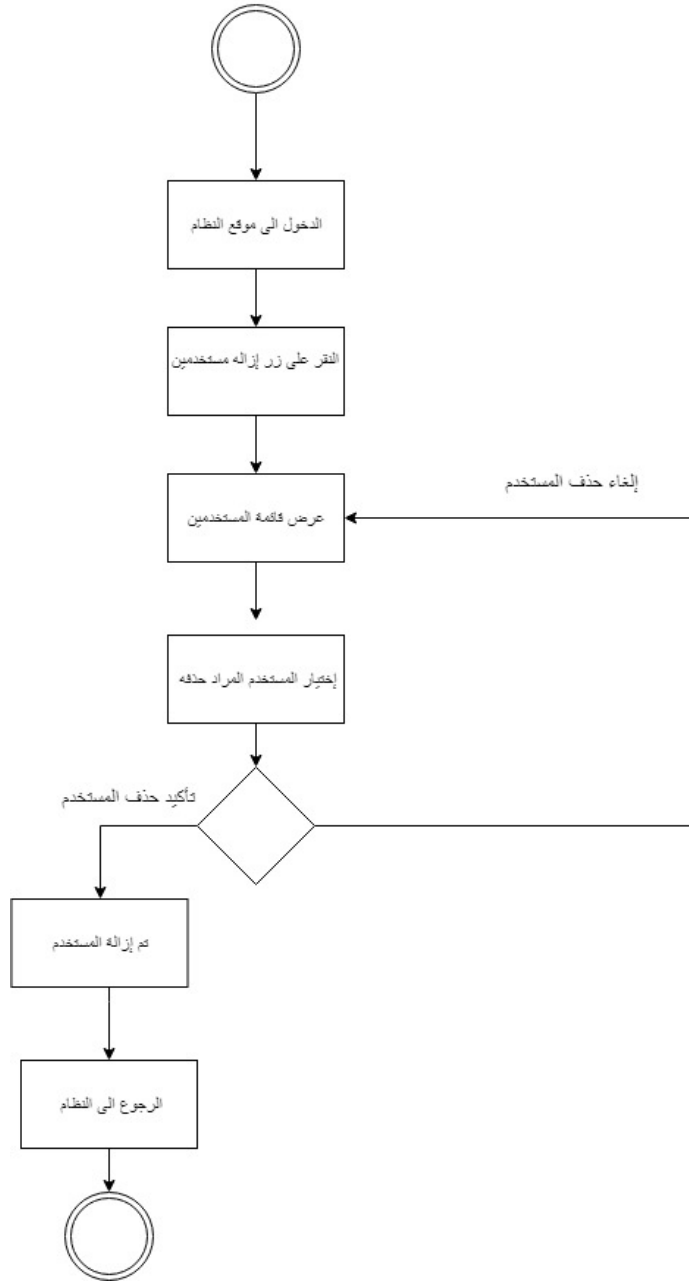 الدخول الى موقع النظام
النقر على زر إزاله مستخدمين
إلغاء حذف المستخدم
عرض قائمة المستخدمين
إختيار المستخدم المراد حذفه
تأكيد حذف المستخدم
تم إزالة المستخدم
الرجوع الى النظام